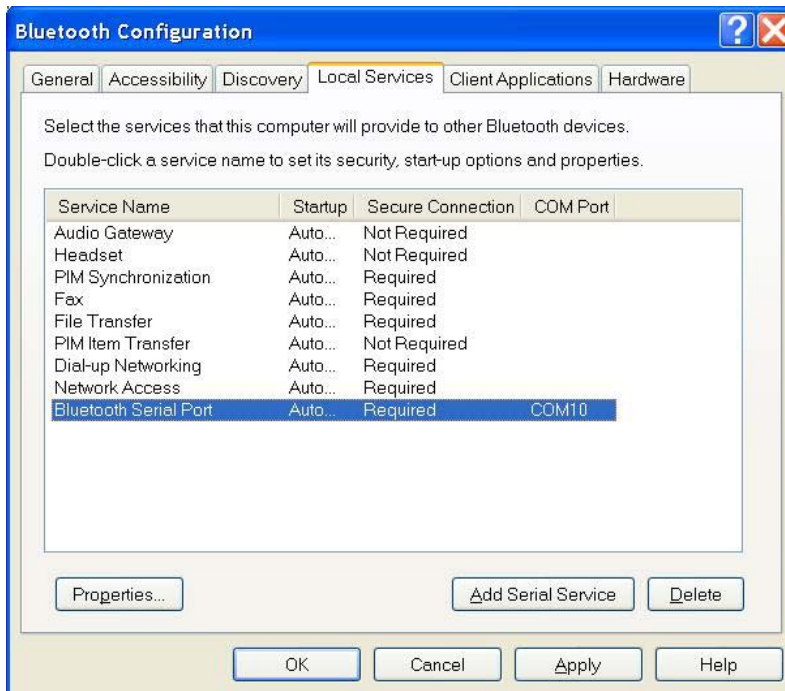 Bluetooth Configuration
General Accessibility Discovery Local Services Client Applications Hardware
Select the services that this computer will provide to other Bluetooth devices.
Double-click a service name to set its security, start-up options and properties.
Service Name Startup Secure Connection COM Port
Audio Gateway Auto... Not Required
Headset Auto... Not Required
PIM Synchronization Auto... Required
Fax Auto... Required
File Transfer Auto... Required
PIM Item Transfer Auto... Not Required
Dial-up Networking Auto... Required
Network Access Auto... Required
Bluetooth Serial Port Auto... Required COM10
Properties... Add Serial Service Delete
OK Cancel Apply Help